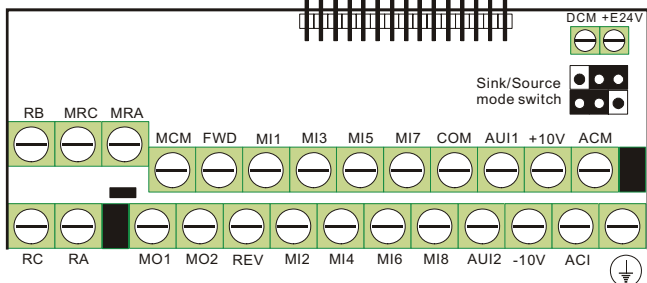 DCM +E24V
Sink/Source
mode switch
RB MRC MRA
MCM FWD MI1 MI3 MI5 MI7 COM AUI1 +10V ACM
RC RA MO1 MO2 REV MI2 MI4 MI6 MI8 AUI2 -10V ACI